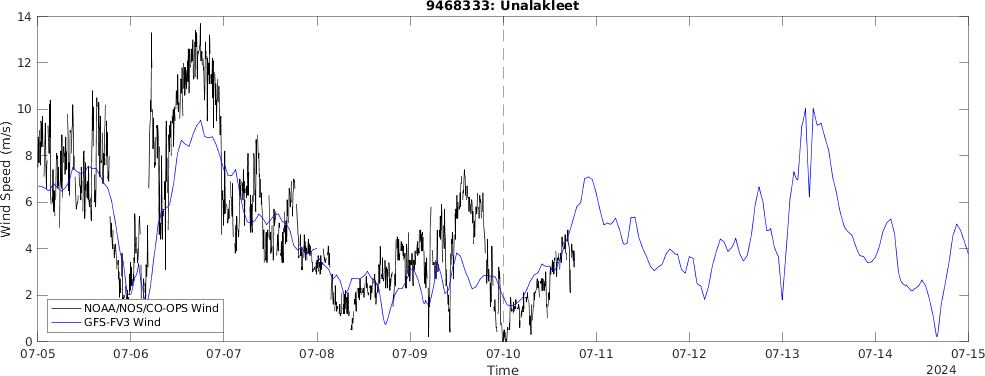 9468333: Unalakleet
14
12
10
8
6
4
2
0
Wind Speed (m/s)
NOAA/NOS/CO-OPS Wind
GFS-FV3 Wind
07-05 07-06 07-07 07-08 07-09 07-10 07-11 07-12 07-13 07-14 07-15
Time
2024